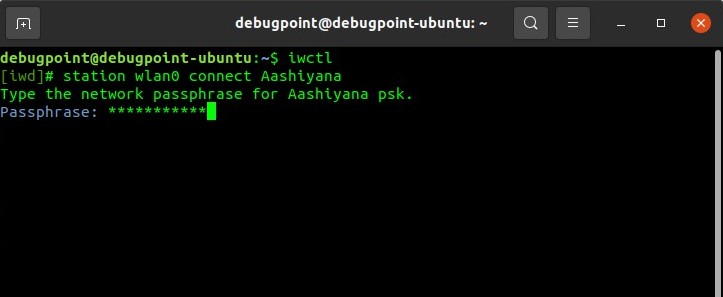 debugpoint@debugpoint-ubuntu: ~
debugpoint@debugpoint-ubuntu:~$ iwctl
[iwd]# station wlan0 connect Aashiyana
Type the network passphrase for Aashiyana psk.
Passphrase: ***********